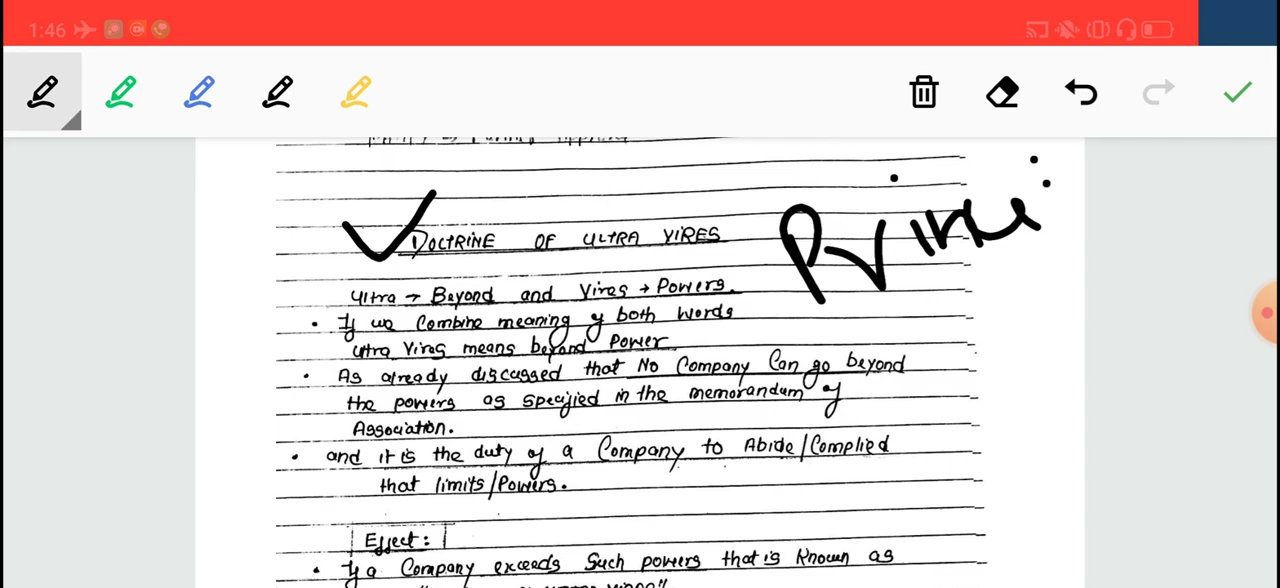 1:46
DOCTRINE OF ULTRA VIRES
Ultra → Beyond and Vires → Powers.
• If we Combine meaning of both words
Ultra Vires means beyond Power
• As already discussed that No Company Can go beyond
the powers as specified in the memorandum of
Association.
• and it is the duty of a Company to Abide/Complied
that limits/Powers.
Effect:
• If a Company exceeds Such powers that is Known as